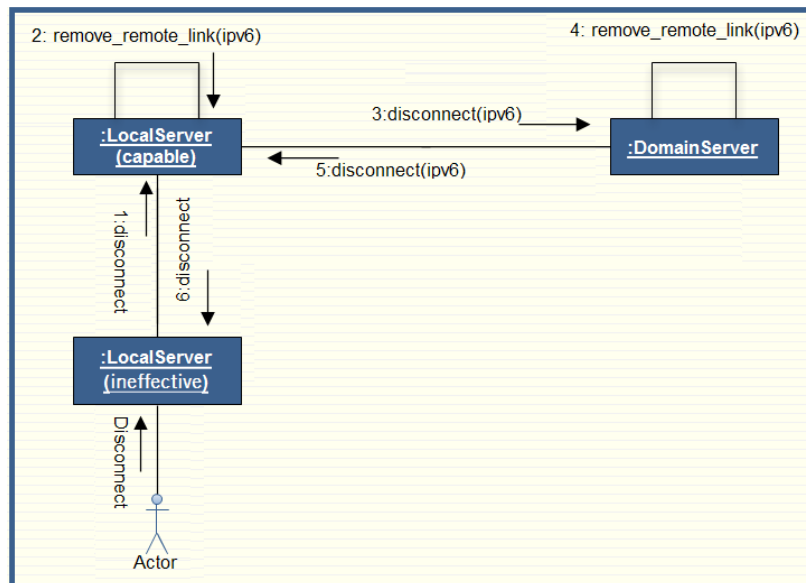 2: remove_remote_link(ipv6)
4: remove_remote_link(ipv6)
:LocalServer
(capable)
3:disconnect(ipv6)
:DomainServer
5:disconnect(ipv6)
1:disconnect
6:disconnect
:LocalServer
(ineffective)
Disconnect
Actor